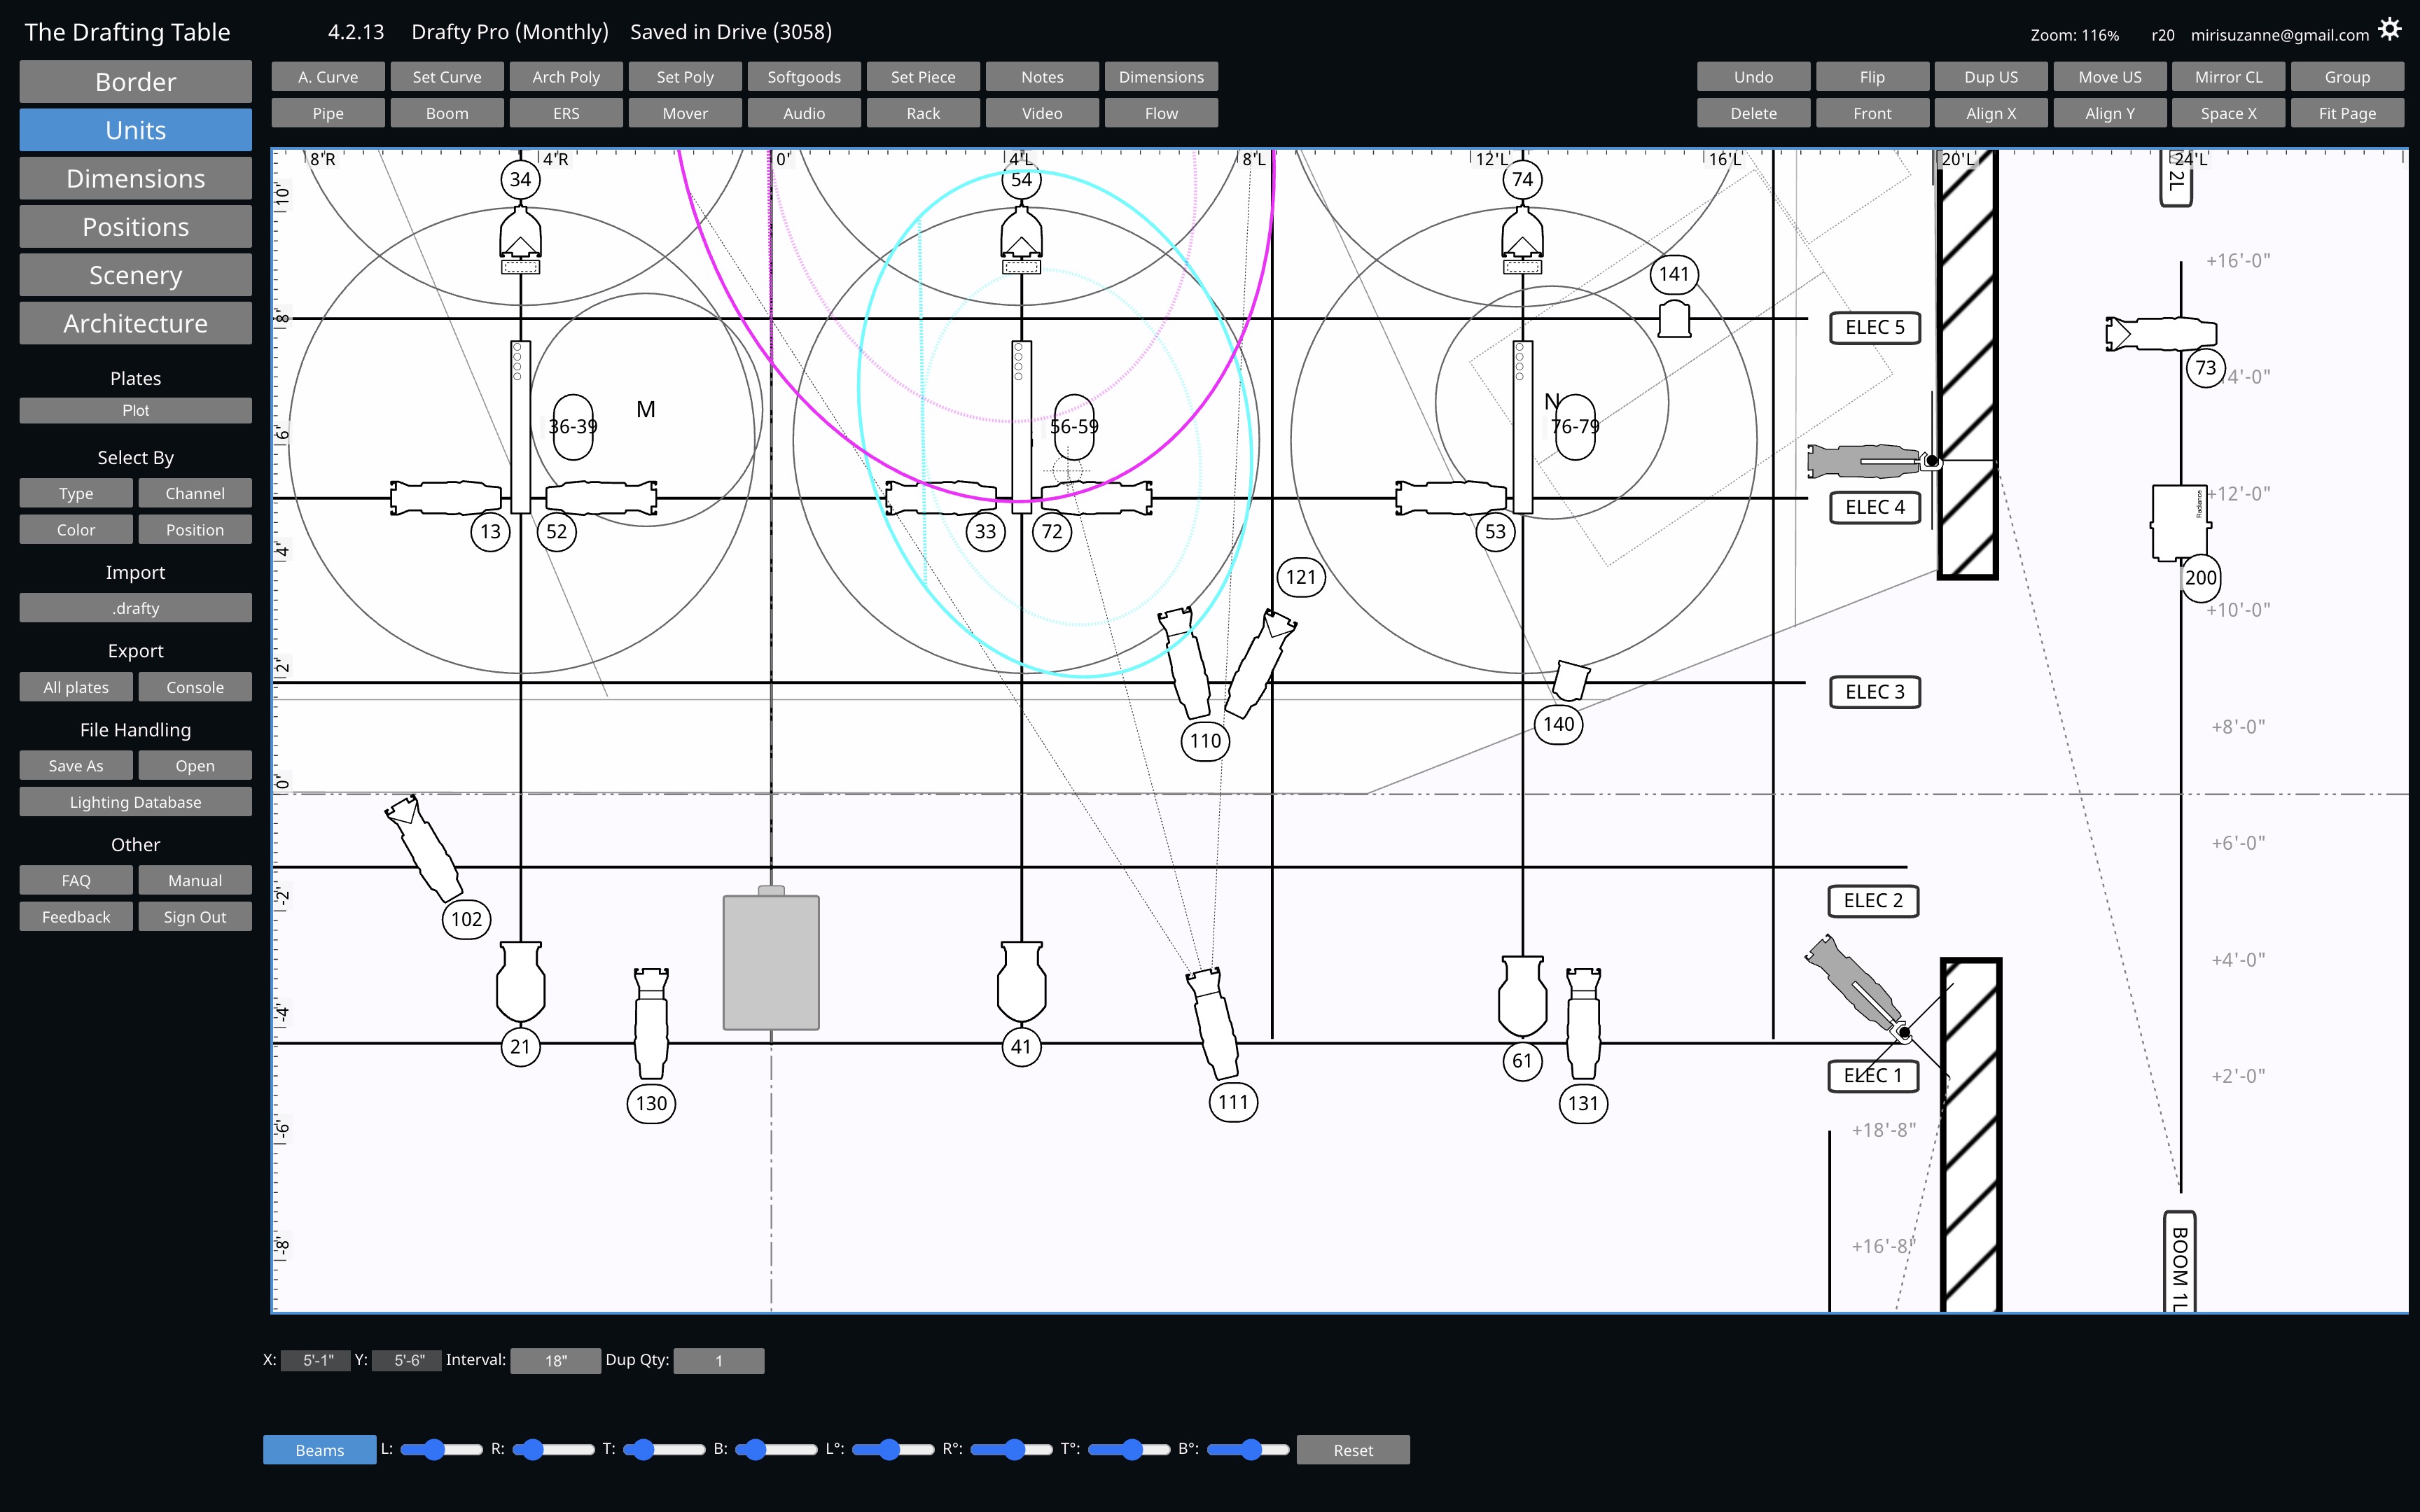 The Drafting Table
4.2.13 Drafty Pro (Monthly) Saved in Drive (3058)
Zoom: 116% r20 mirisuzanne@gmail.com
Border
Units
Dimensions
Positions
Scenery
Architecture
Plates
Plot
Select By
Type Channel
Color Position
Import
.drafty
Export
All plates Console
File Handling
Save As Open
Lighting Database
Other
FAQ Manual
Feedback Sign Out
A. Curve Set Curve Arch Poly Set Poly Softgoods Set Piece Notes Dimensions
Pipe Boom ERS Mover Audio Rack Video Flow
Undo Flip Dup US Move US Mirror CL Group
Delete Front Align X Align Y Space X Fit Page
8'R 4'R 0' 4'L 8'L 12'L 16'L 20'L 24'L
10'
8'
6'
4'
2'
0'
-2'
-4'
-6'
-8'
34 54 74
2L
141
+16'-0"
ELEC 5
73
4'-0"
M
N
36-39 56-59 76-79
+12'-0"
Radiance
ELEC 4
13 52 33 72 53
121
200
+10'-0"
ELEC 3
110
140
+8'-0"
+6'-0"
102
ELEC 2
+4'-0"
21 41 61
ELEC 1
+2'-0"
130 111 131
+18'-8"
+16'-8"
BOOM 1L
X: 5'-1" Y: 5'-6" Interval: 18" Dup Qty: 1
Beams L: R: T: B: L°: R°: T°: B°: Reset